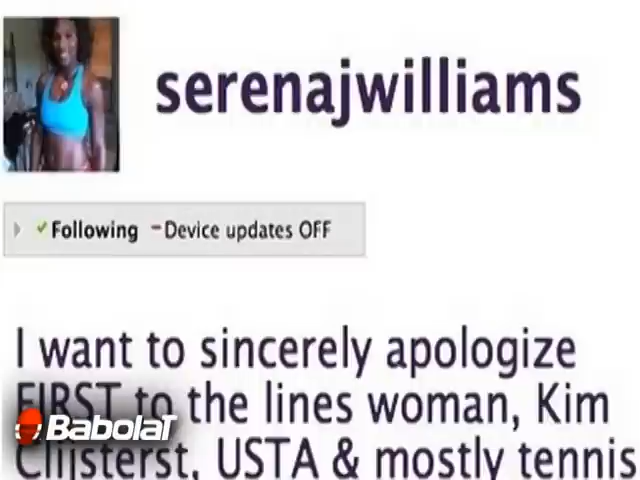 serenajwilliams
Following Device updates OFF
I want to sincerely apologize
FIRST to the lines woman, Kim
Clijsterst, USTA & mostly tennis
BabolaT